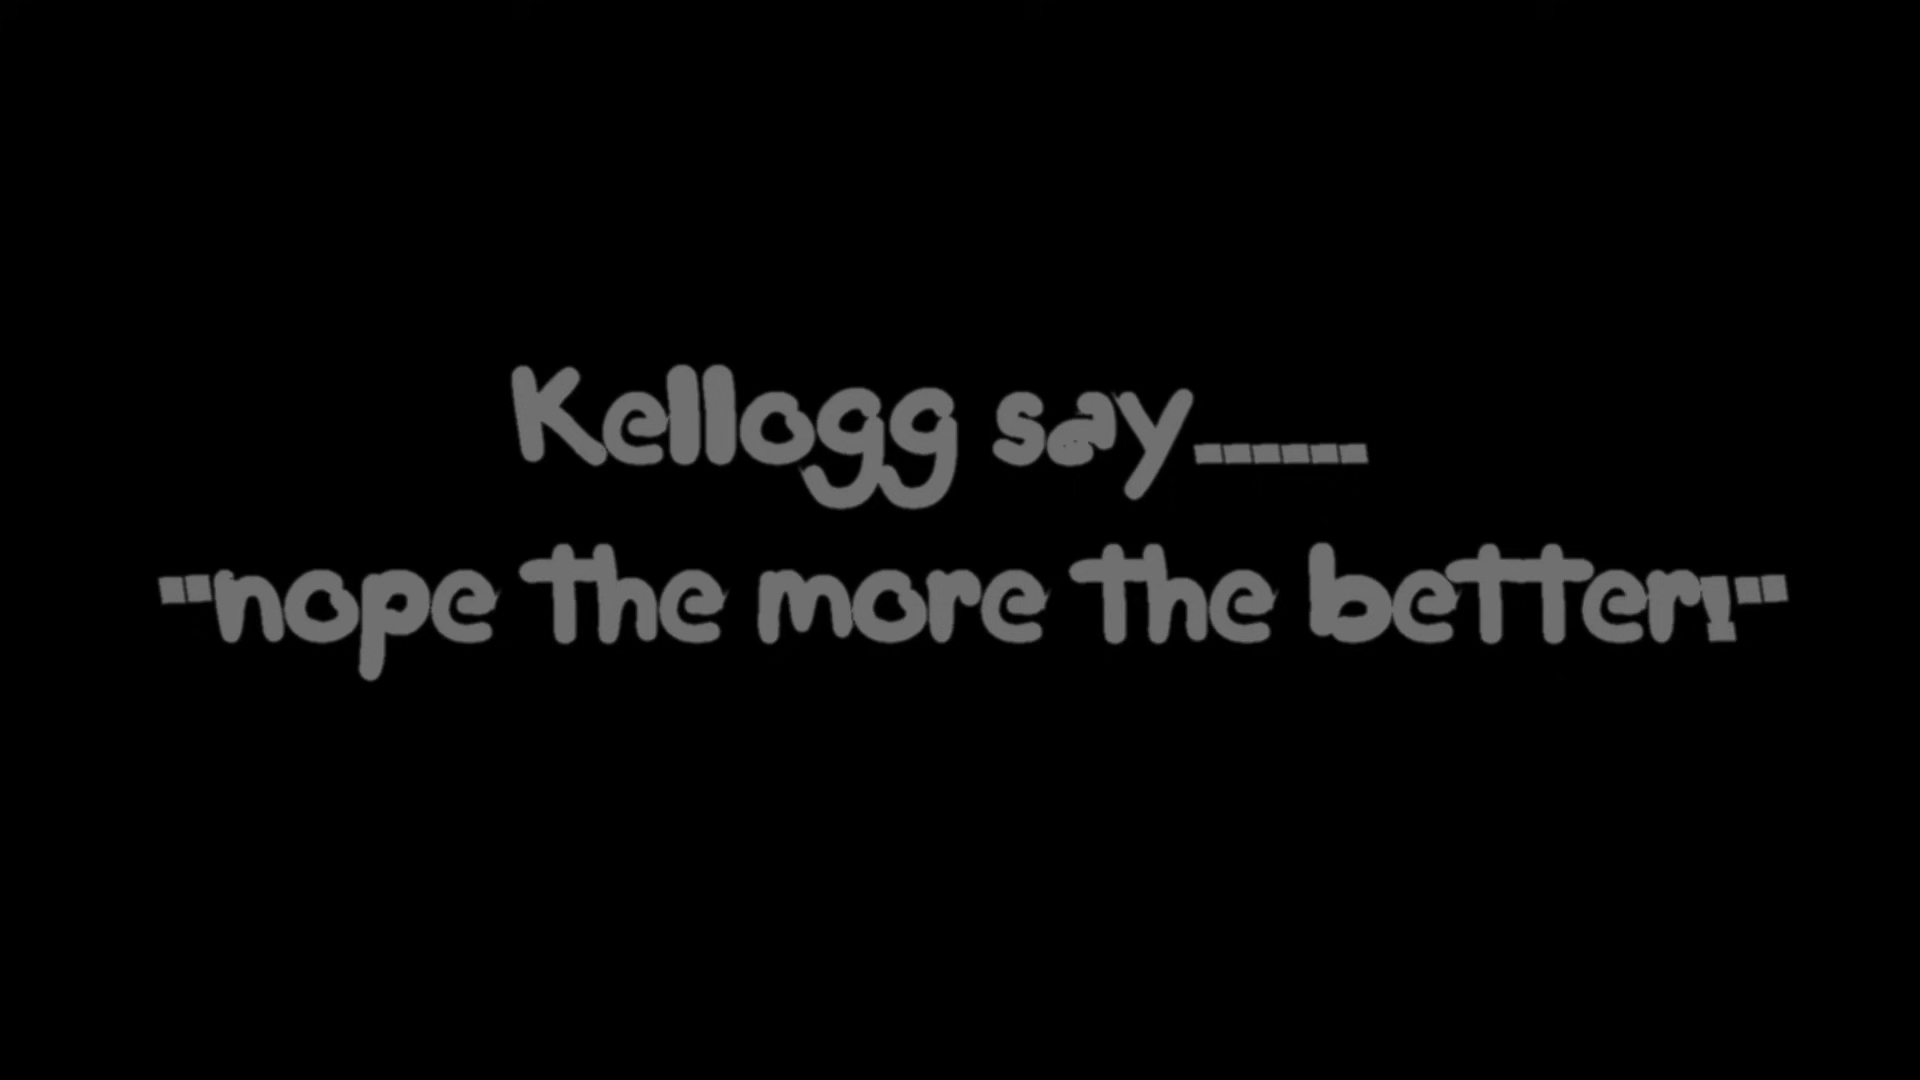 Kellogg say......
"nope the more the better!"